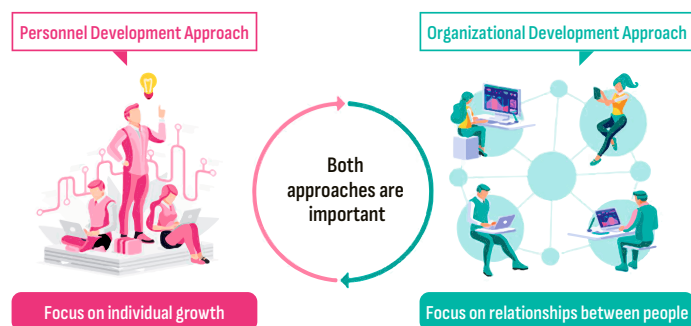 Personnel Development Approach
Organizational Development Approach
Both
approaches are
important
Focus on individual growth
Focus on relationships between people